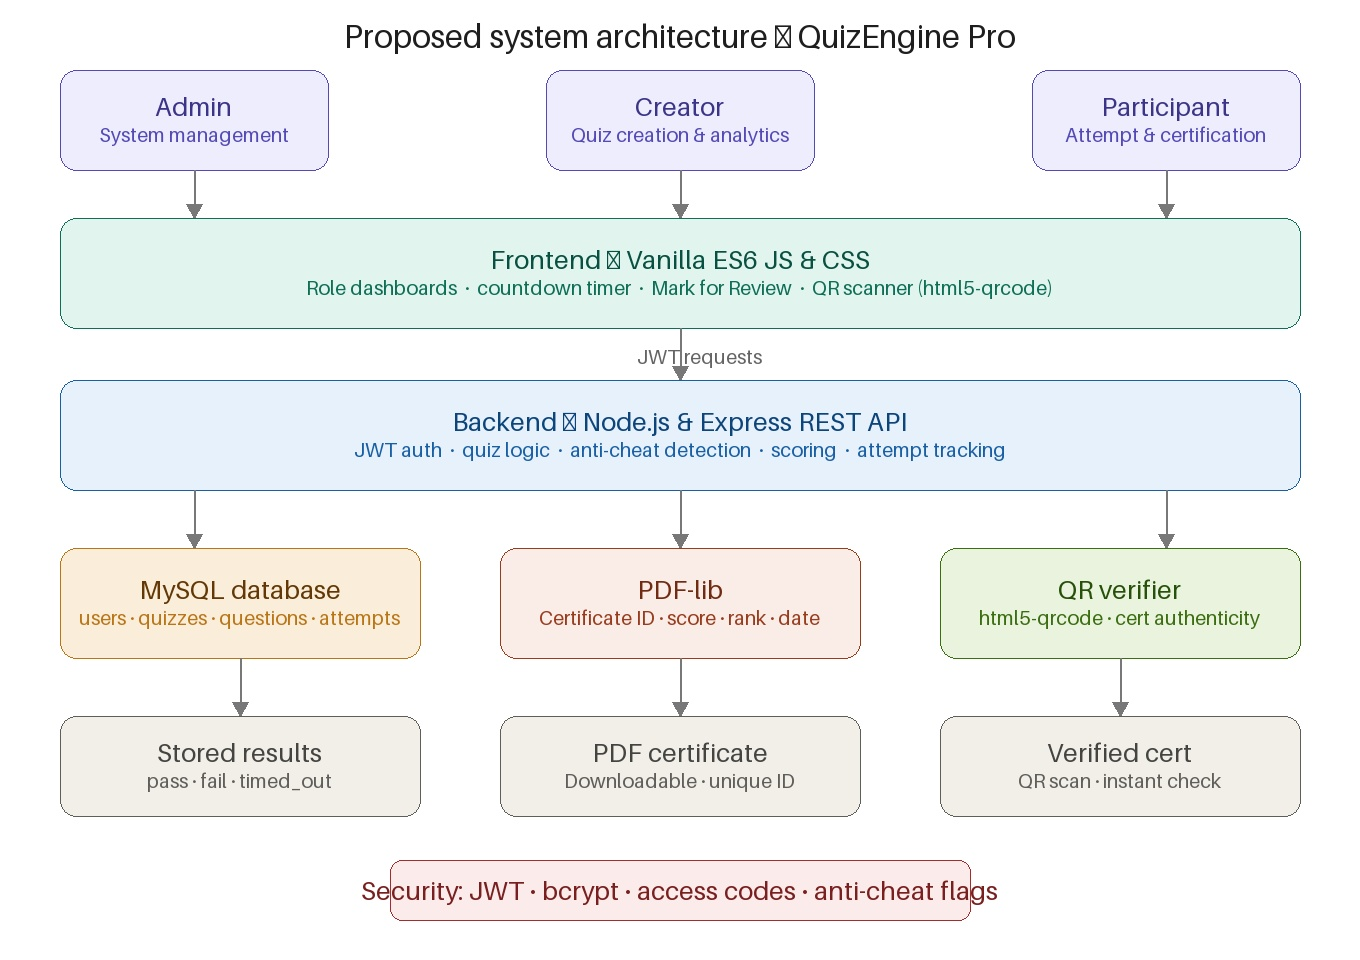 Proposed system architecture 〿 QuizEngine Pro
Admin
System management
Creator
Quiz creation & analytics
Participant
Attempt & certification
Frontend 〿 Vanilla ES6 JS & CSS
Role dashboards · countdown timer · Mark for Review · QR scanner (html5-qrcode)
JWT requests
Backend 〿 Node.js & Express REST API
JWT auth · quiz logic · anti-cheat detection · scoring · attempt tracking
MySQL database
users · quizzes · questions · attempts
PDF-lib
Certificate ID · score · rank · date
QR verifier
html5-qrcode · cert authenticity
Stored results
pass · fail · timed_out
PDF certificate
Downloadable · unique ID
Verified cert
QR scan · instant check
Security: JWT · bcrypt · access codes · anti-cheat flags